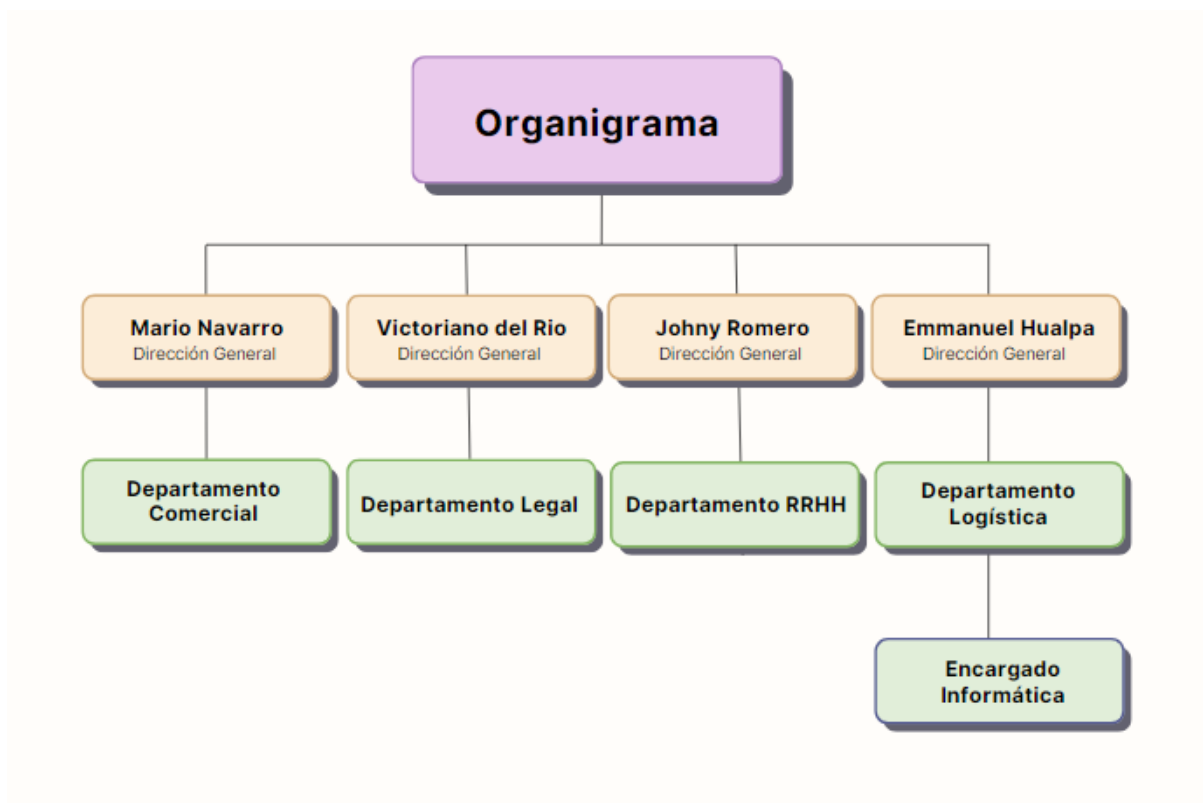 Organigrama
Mario Navarro
Dirección General
Victoriano del Rio
Dirección General
Johny Romero
Dirección General
Emmanuel Hualpa
Dirección General
Departamento
Comercial
Departamento Legal
Departamento RRHH
Departamento
Logística
Encargado
Informática